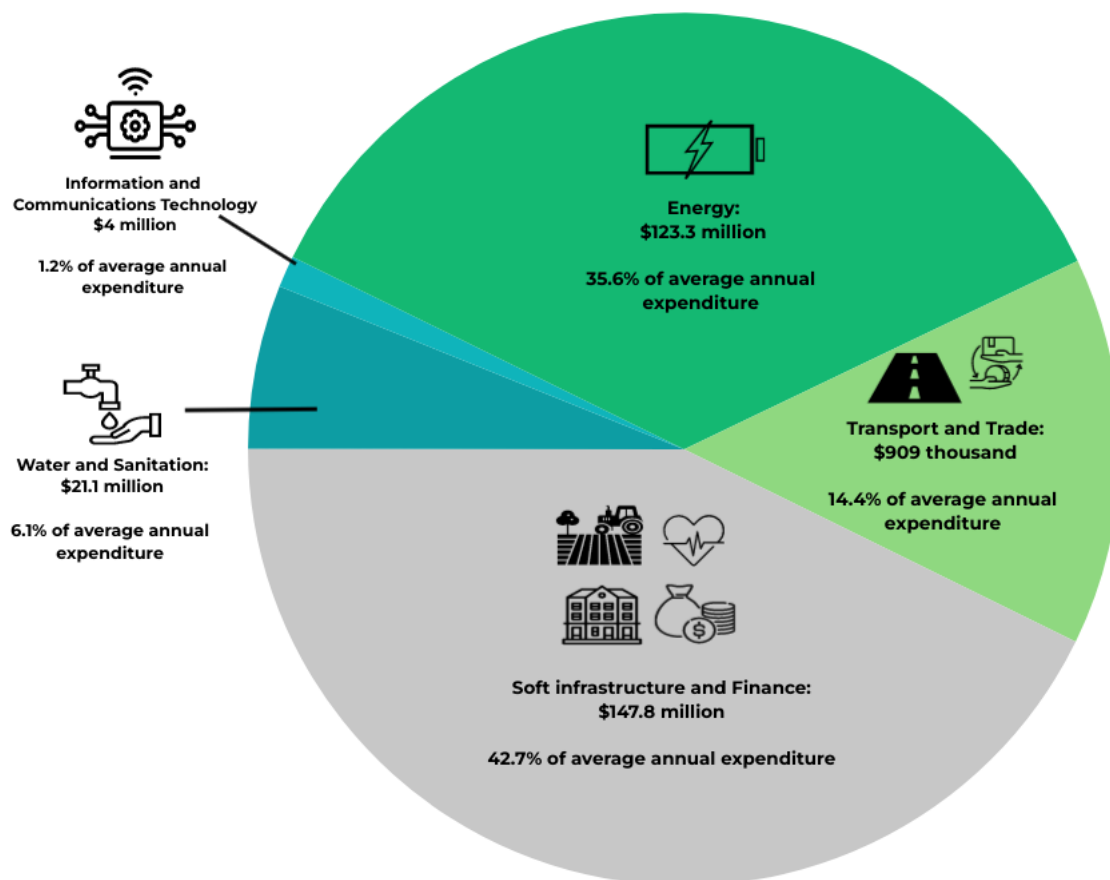 Information and
Communications Technology
$4 million
1.2% of average annual
expenditure
Energy:
$123.3 million
35.6% of average annual
expenditure
Transport and Trade:
$909 thousand
14.4% of average annual
expenditure
Water and Sanitation:
$21.1 million
6.1% of average annual
expenditure
$
Soft infrastructure and Finance:
$147.8 million
42.7% of average annual expenditure